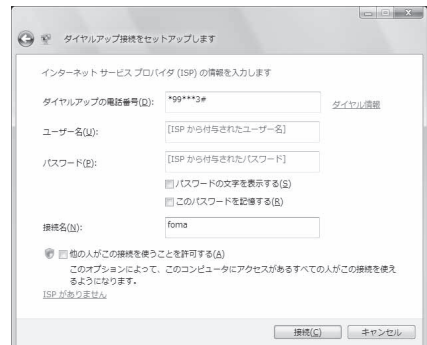 ダイヤルアップ接続をセットアップします
インターネット サービス プロバイダ (ISP) の情報を入力します
ダイヤルアップの電話番号(D): *99***3# ダイヤル情報
ユーザー名(U): [ISP から付与されたユーザー名]
パスワード(P): [ISP から付与されたパスワード]
パスワードの文字を表示する(S)
このパスワードを記憶する(R)
接続名(N): foma
他の人がこの接続を使うことを許可する(A)
このオプションによって、このコンピュータにアクセスがあるすべての人がこの接続を使え
るようになります。
ISP がありません
接続(C) キャンセル